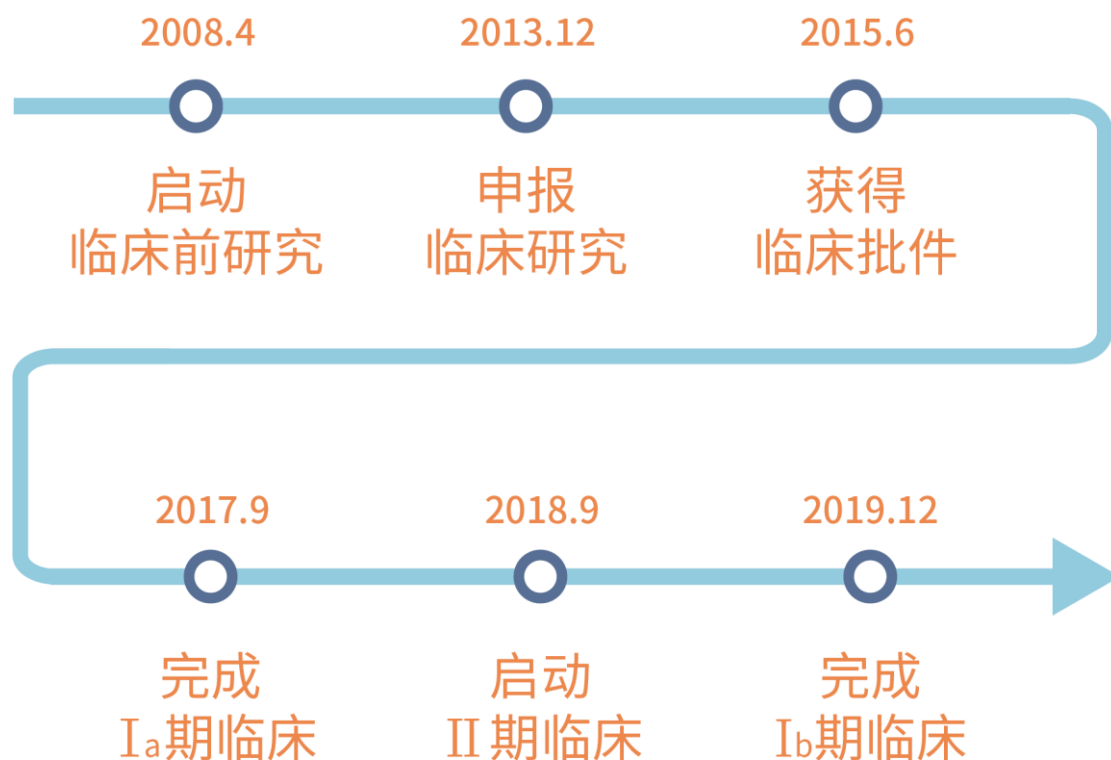 2008.4
2013.12
2015.6
启动
临床前研究
申报
临床研究
获得
临床批件
2017.9
2018.9
2019.12
完成
Ia期临床
启动
II期临床
完成
Ib期临床